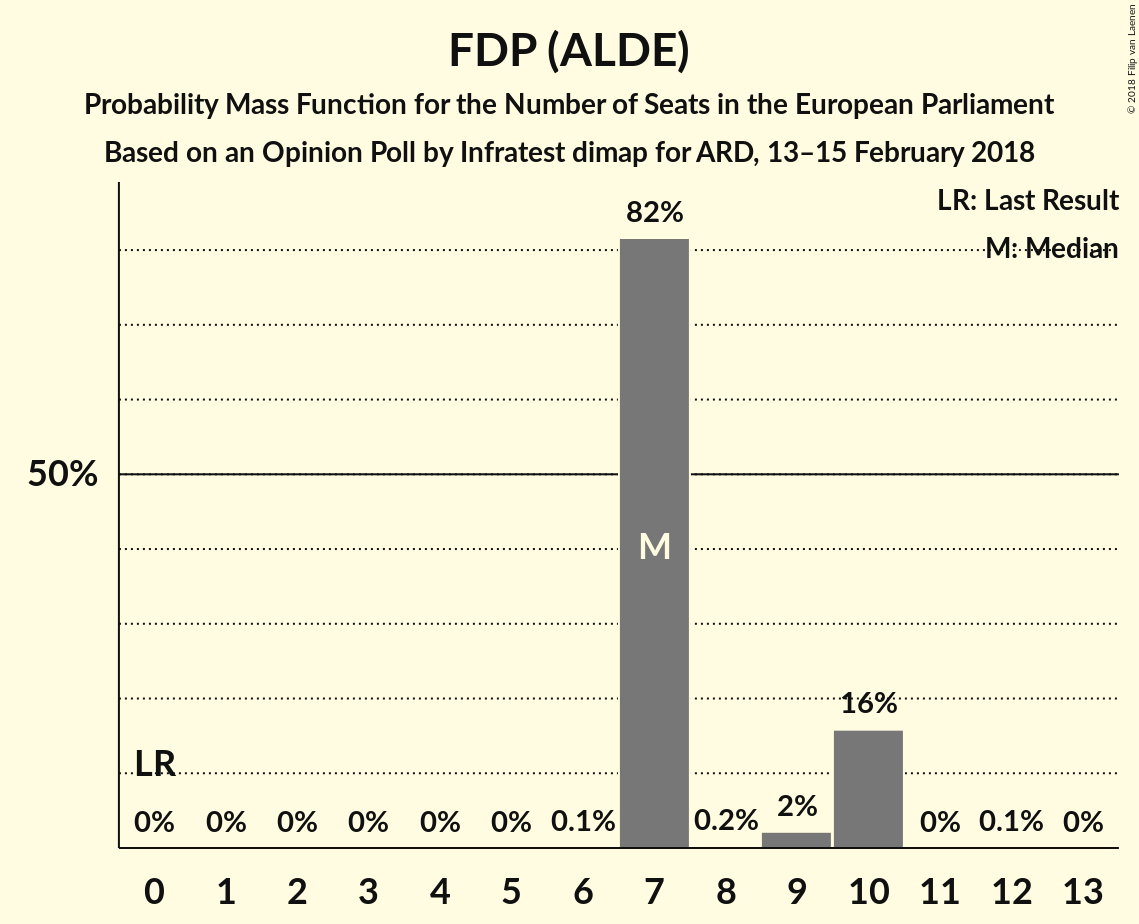 FDP (ALDE)
Probability Mass Function for the Number of Seats in the European Parliament
Based on an Opinion Poll by Infratest dimap for ARD, 13–15 February 2018
© 2018 Filip van Laenen
LR: Last Result
M: Median
82%
50%
M
16%
LR
0% 0% 0% 0% 0% 0% 0.1% 0.2% 2% 0% 0.1% 0%
0 1 2 3 4 5 6 7 8 9 10 11 12 13